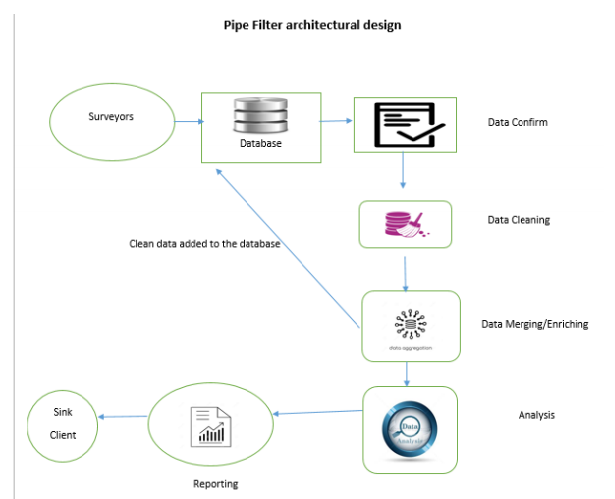 Pipe Filter architectural design
Surveyors
Database
Data Confirm
Data Cleaning
Clean data added to the database
Data Merging/Enriching
data aggregation
Sink
Client
Data
Analysis
Analysis
Reporting